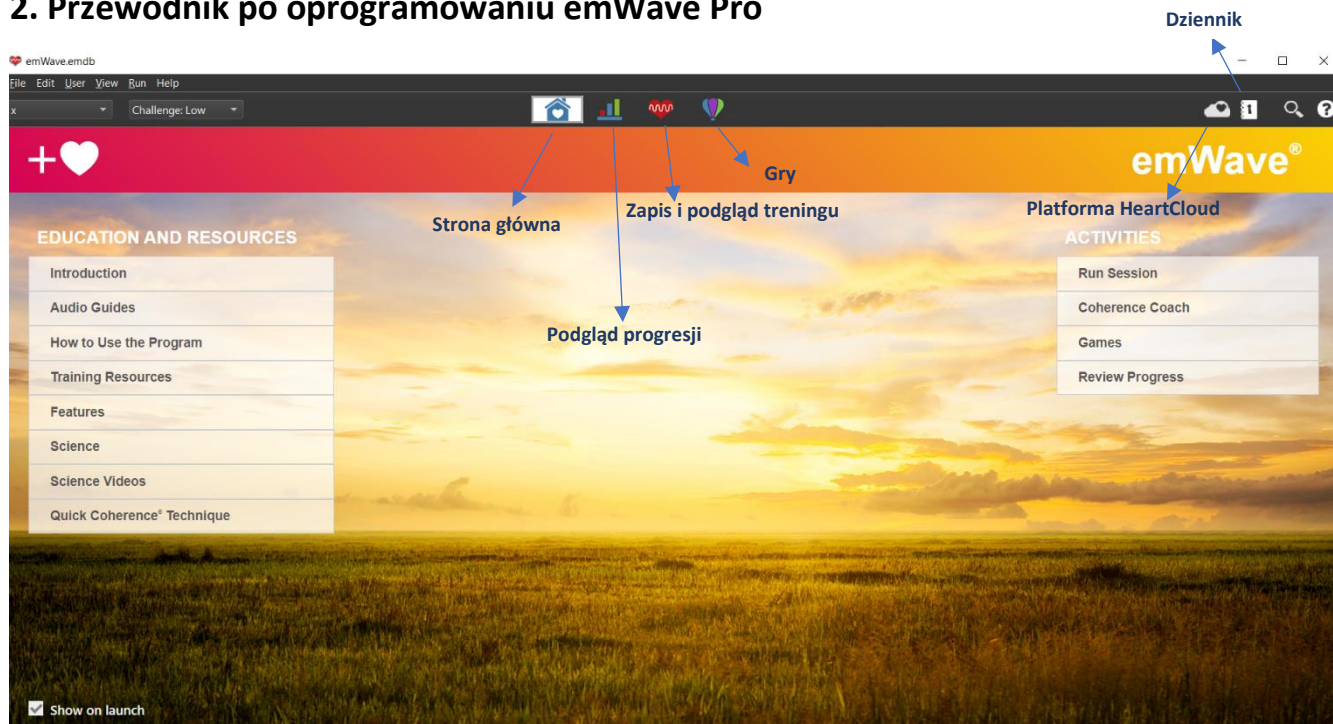 2. Przewodnik po oprogramowaniu emWave Pro
Dziennik
emWave.emdb
File Edit User View Run Help
x Challenge: Low
1 ?
+ emWave®
Gry
Strona główna
Zapis i podgląd treningu
Platforma HeartCloud
Podgląd progresji
EDUCATION AND RESOURCES
Introduction
Audio Guides
How to Use the Program
Training Resources
Features
Science
Science Videos
Quick Coherence® Technique
ACTIVITIES
Run Session
Coherence Coach
Games
Review Progress
Show on launch